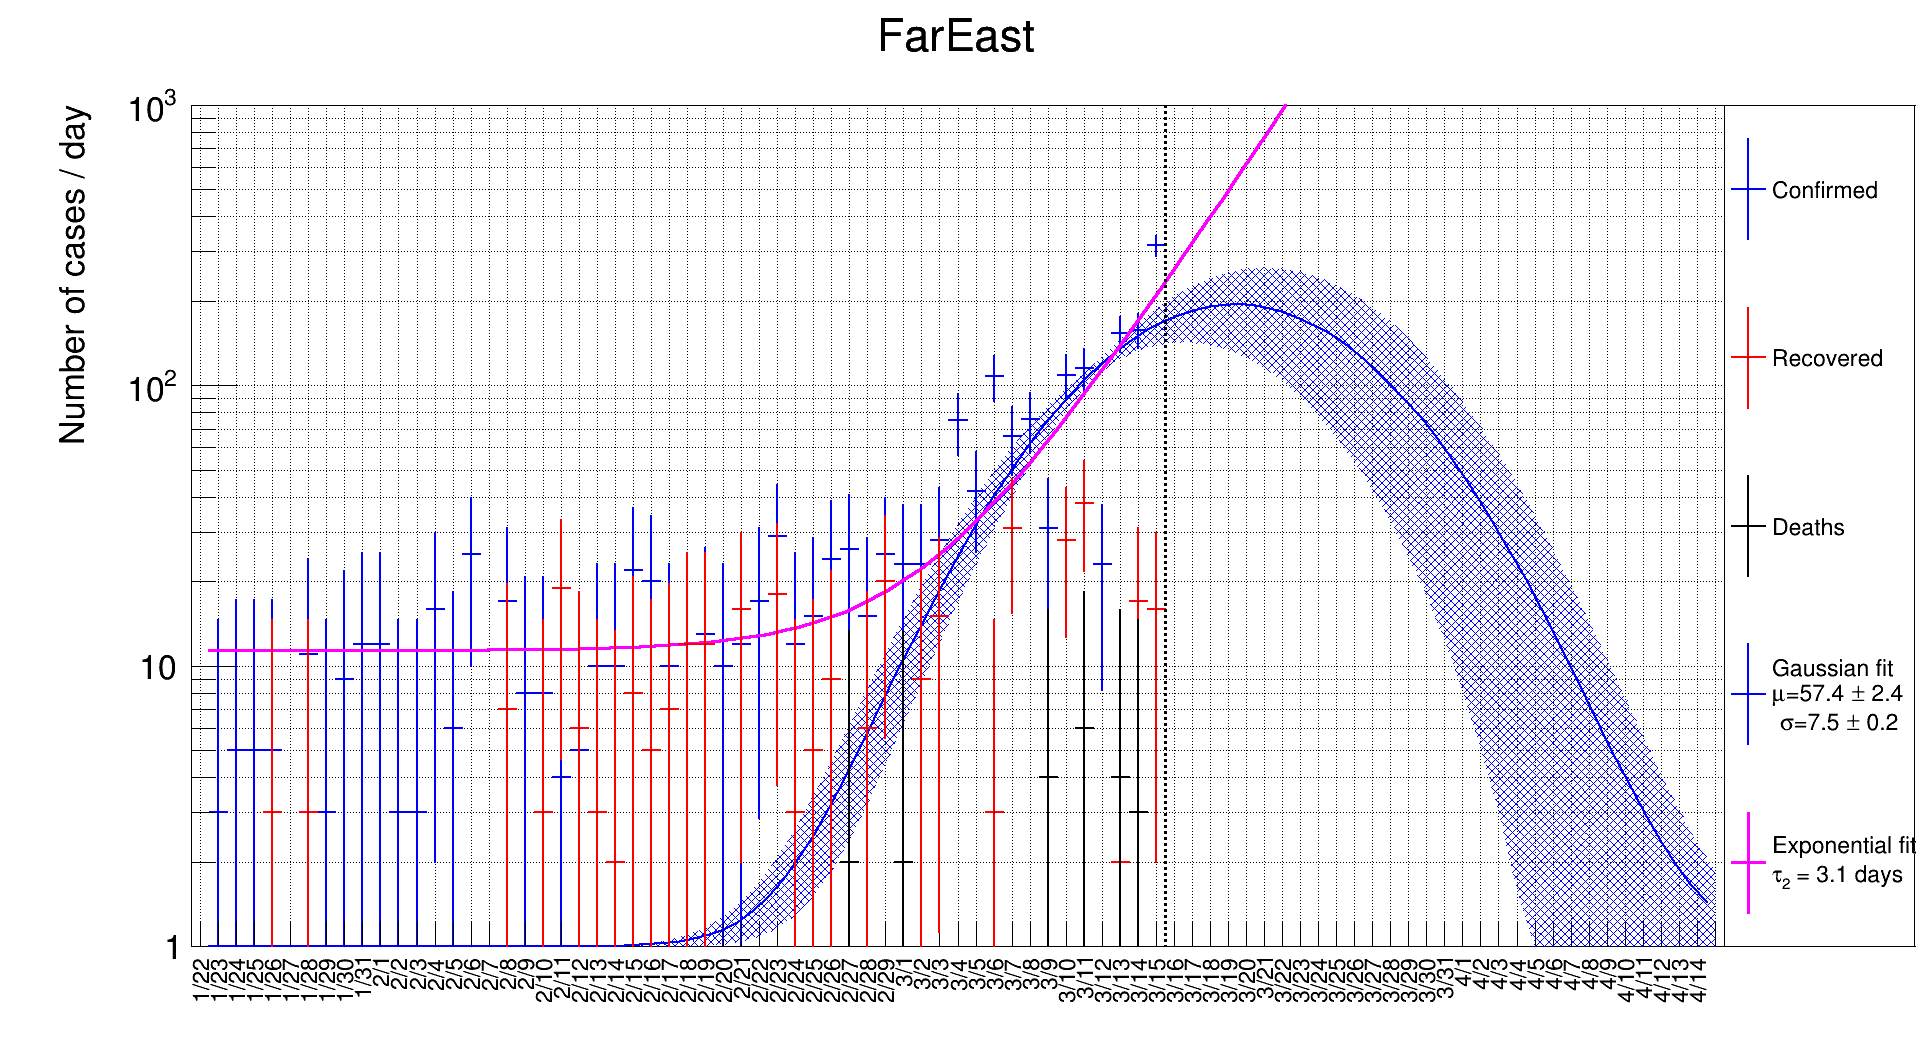 FarEast
Number of cases / day
10³
10²
10
1
1/22 1/23 1/24 1/25 1/26 1/27 1/28 1/29 1/30 1/31 2/1 2/2 2/3 2/4 2/5 2/6 2/7 2/8 2/9 2/10 2/11 2/12 2/13 2/14 2/15 2/16 2/17 2/18 2/19 2/20 2/21 2/22 2/23 2/24 2/25 2/26 2/27 2/28 2/29 3/1 3/2 3/3 3/4 3/5 3/6 3/7 3/8 3/9 3/10 3/11 3/12 3/13 3/14 3/15 3/16 3/17 3/18 3/19 3/20 3/21 3/22 3/23 3/24 3/25 3/26 3/27 3/28 3/29 3/30 3/31 4/1 4/2 4/3 4/4 4/5 4/6 4/7 4/8 4/9 4/10 4/11 4/12 4/13 4/14
Confirmed
Recovered
Deaths
Gaussian fit
μ=57.4 ± 2.4
σ=7.5 ± 0.2
Exponential fit
τ₂ = 3.1 days